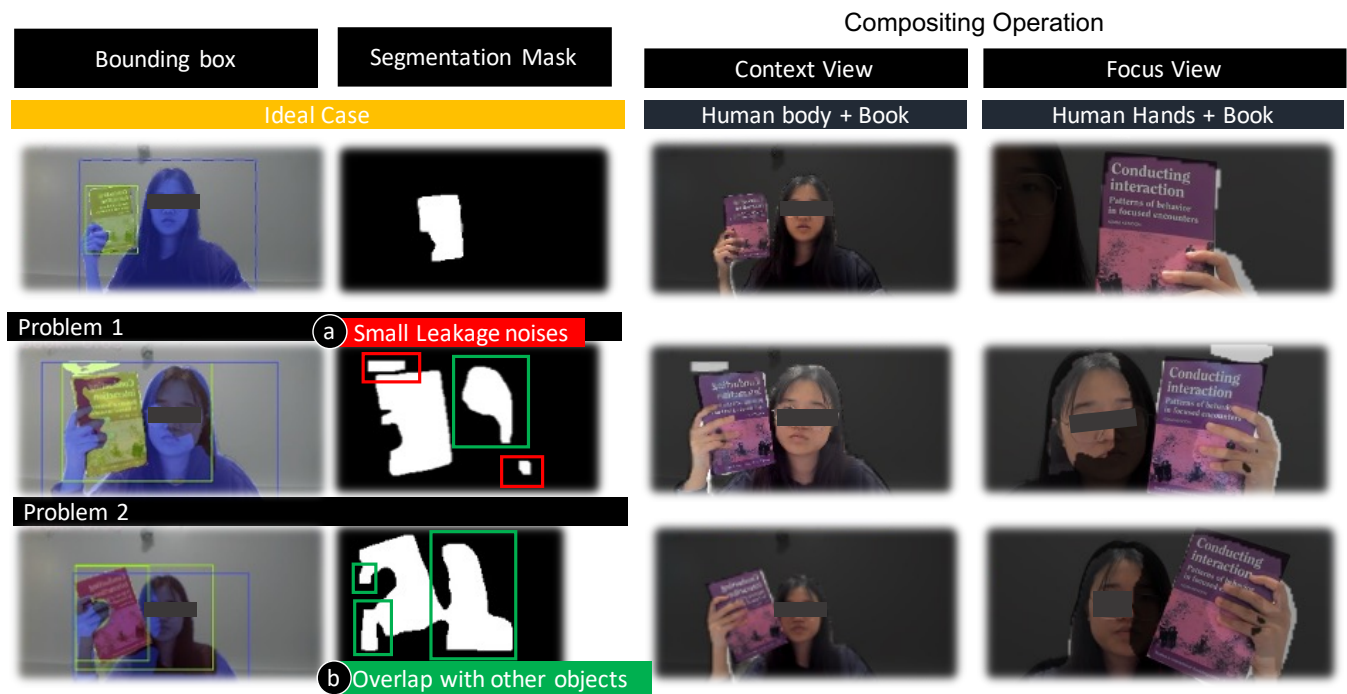 Compositing Operation
Bounding box
Segmentation Mask
Context View
Focus View
Ideal Case
Human body + Book
Human Hands + Book
Conducting
interaction
Patterns of behavior
in focused encounters
Problem 1
a
Small Leakage noises
Conducting
interaction
Patterns of behavior
in focused encounters
Problem 2
Conducting
interaction
Patterns of behavior
in focused
b
Overlap with other objects